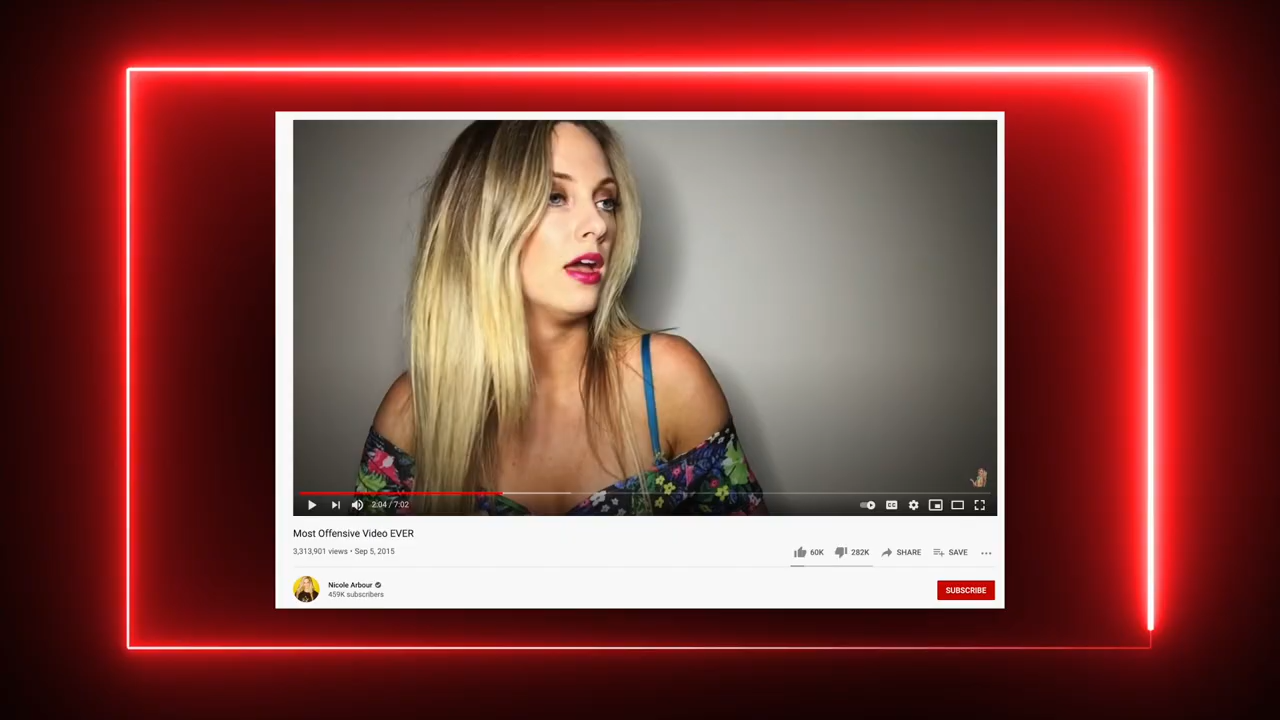 2:04 / 7:02
CC
Most Offensive Video EVER
3,313,901 views • Sep 5, 2015
60K 282K SHARE SAVE
Nicole Arbour
459K subscribers
SUBSCRIBE